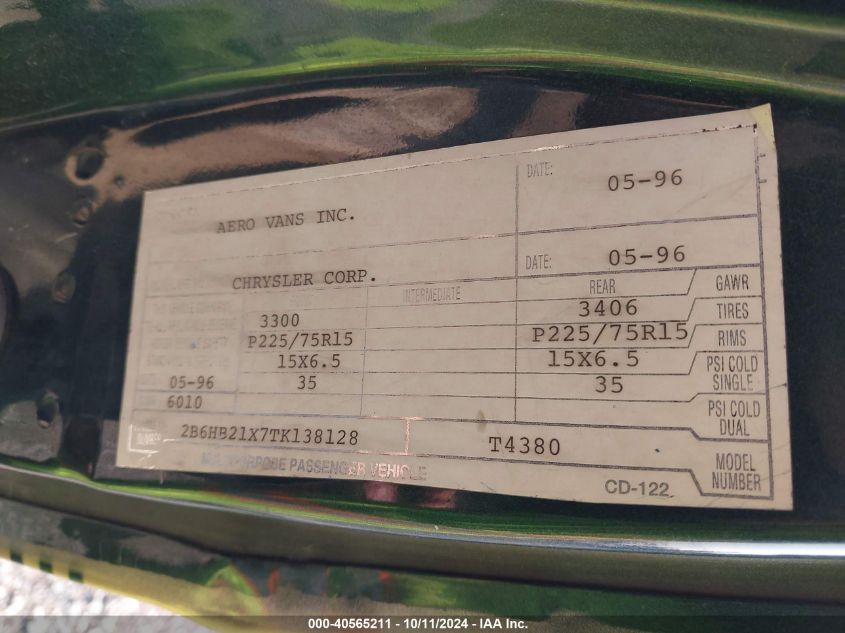 DATE: 05-96
AERO VANS INC.
DATE: 05-96
CHRYSLER CORP.
INTERMEDIATE REAR GAWR
3300 3406 TIRES
P225/75R15 P225/75R15 RIMS
15X6.5 15X6.5 PSI COLD SINGLE
05-96 35 35
6010 PSI COLD DUAL
2B6HB21X7TK138128 T4380 MODEL NUMBER
PASSENGER VEHICLE CD-122
000-40565211 - 10/11/2024 - IAA Inc.